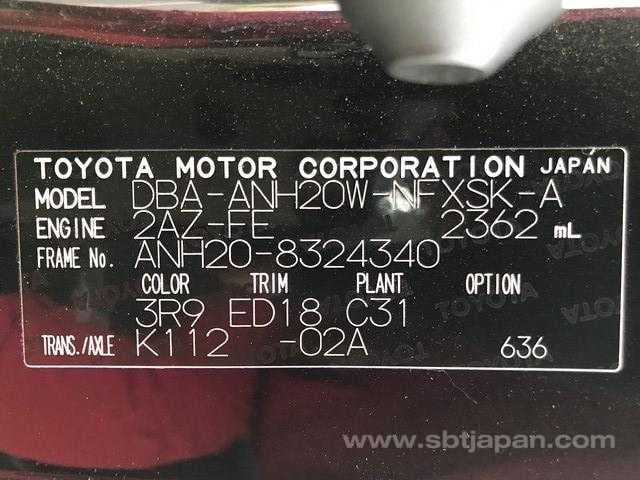 TOYOTA MOTOR CORPORATION JAPAN
MODEL DBA-ANH20W-NFXSK-A
ENGINE 2AZ-FE 2362 mL
FRAME No. ANH20-8324340
COLOR TRIM PLANT OPTION
3R9 ED18 C31
TRANS./AXLE K112 -02A 636
www.sbtjapan.com